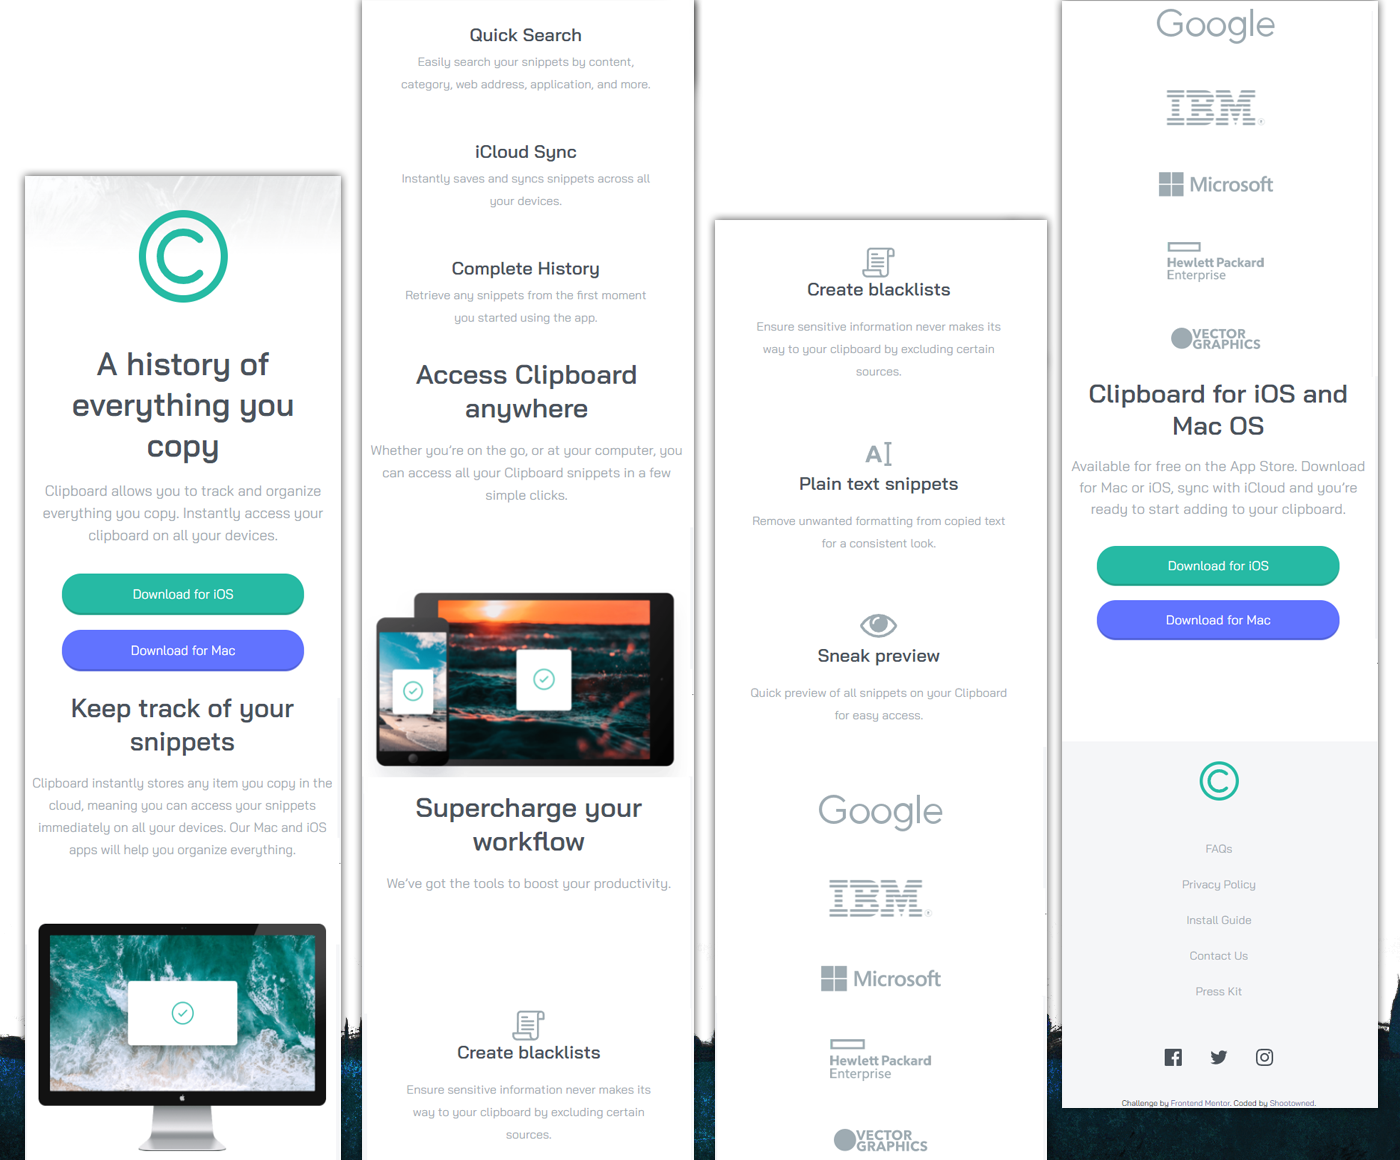 A history of
everything you
copy
Clipboard allows you to track and organize
everything you copy. Instantly access your
clipboard on all your devices.
Download for iOS
Download for Mac
Keep track of your
snippets
Clipboard instantly stores any item you copy in the
cloud, meaning you can access your snippets
immediately on all your devices. Our Mac and iOS
apps will help you organize everything.
Quick Search
Easily search your snippets by content,
category, web address, application, and more.
iCloud Sync
Instantly saves and syncs snippets across all
your devices.
Complete History
Retrieve any snippets from the first moment
you started using the app.
Access Clipboard
anywhere
Whether you're on the go, or at your computer, you
can access all your Clipboard snippets in a few
simple clicks.
Supercharge your
workflow
We've got the tools to boost your productivity.
Create blacklists
Ensure sensitive information never makes its
way to your clipboard by excluding certain
sources.
Create blacklists
Ensure sensitive information never makes its
way to your clipboard by excluding certain
sources.
A
Plain text snippets
Remove unwanted formatting from copied text
for a consistent look.
Sneak preview
Quick preview of all snippets on your Clipboard
for easy access.
Google
IBM
Microsoft
Hewlett Packard
Enterprise
VECTOR
GRAPHICS
Google
IBM
Microsoft
Hewlett Packard
Enterprise
VECTOR
GRAPHICS
Clipboard for iOS and
Mac OS
Available for free on the App Store. Download
for Mac or iOS, sync with iCloud and you're
ready to start adding to your clipboard.
Download for iOS
Download for Mac
FAQs
Privacy Policy
Install Guide
Contact Us
Press Kit
Challenge by Frontend Mentor. Coded by Shootowned.